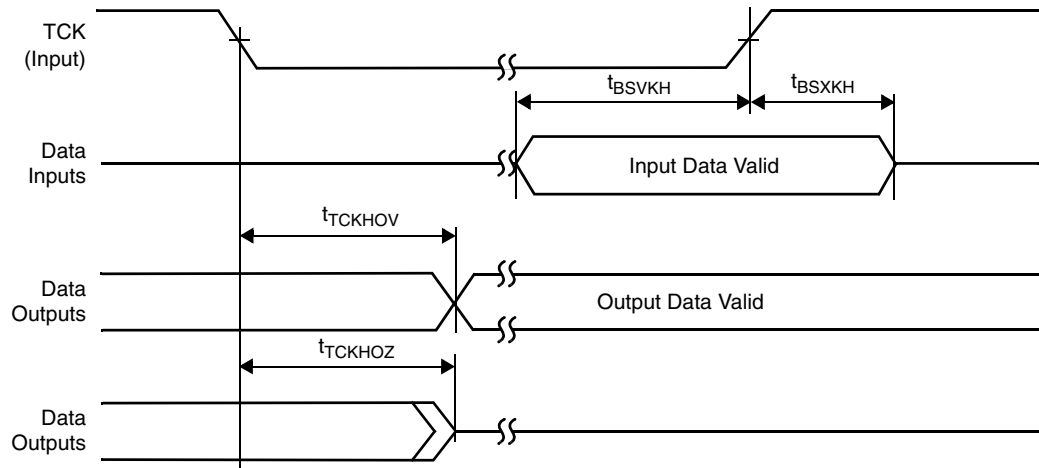 TCK
(Input)
tBSVKH
tBSXKH
Data
Inputs
Input Data Valid
tTCKHOV
Data
Outputs
Output Data Valid
tTCKHOZ
Data
Outputs